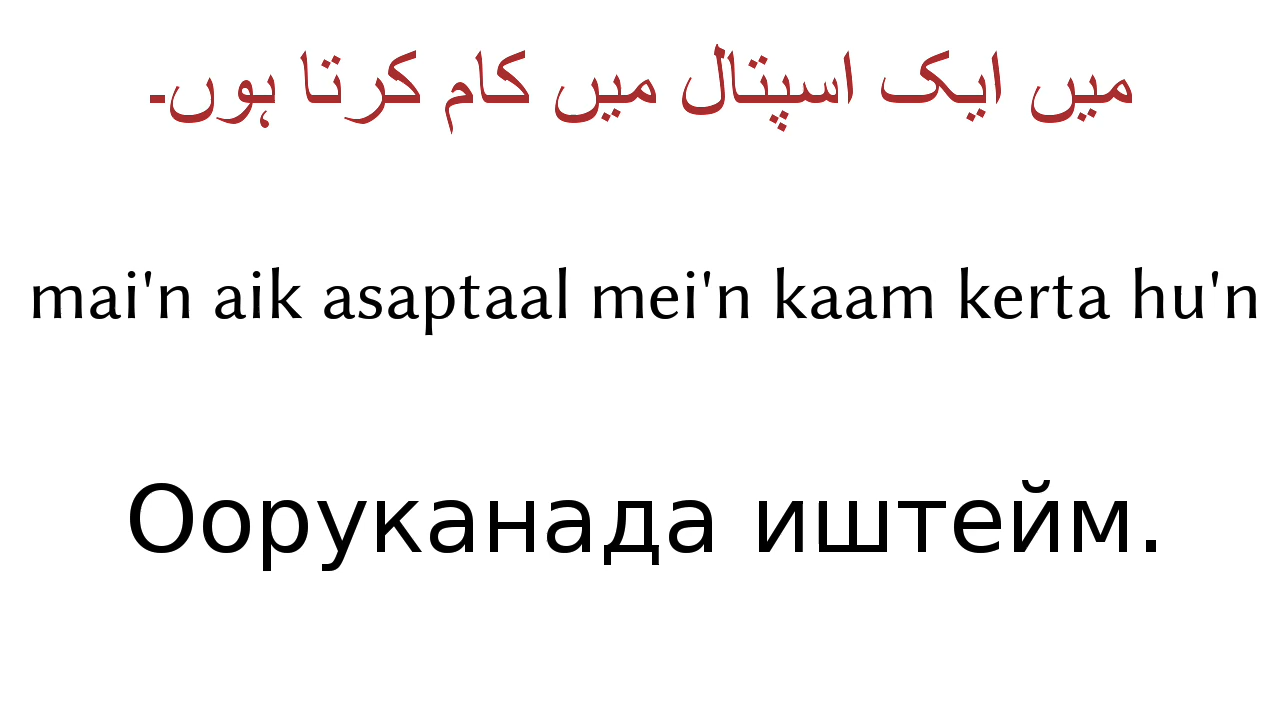 میں ایک اسپتال میں کام کرتا ہوں۔
mai'n aik asaptaal mei'n kaam kerta hu'n
Ооруканада иштейм.